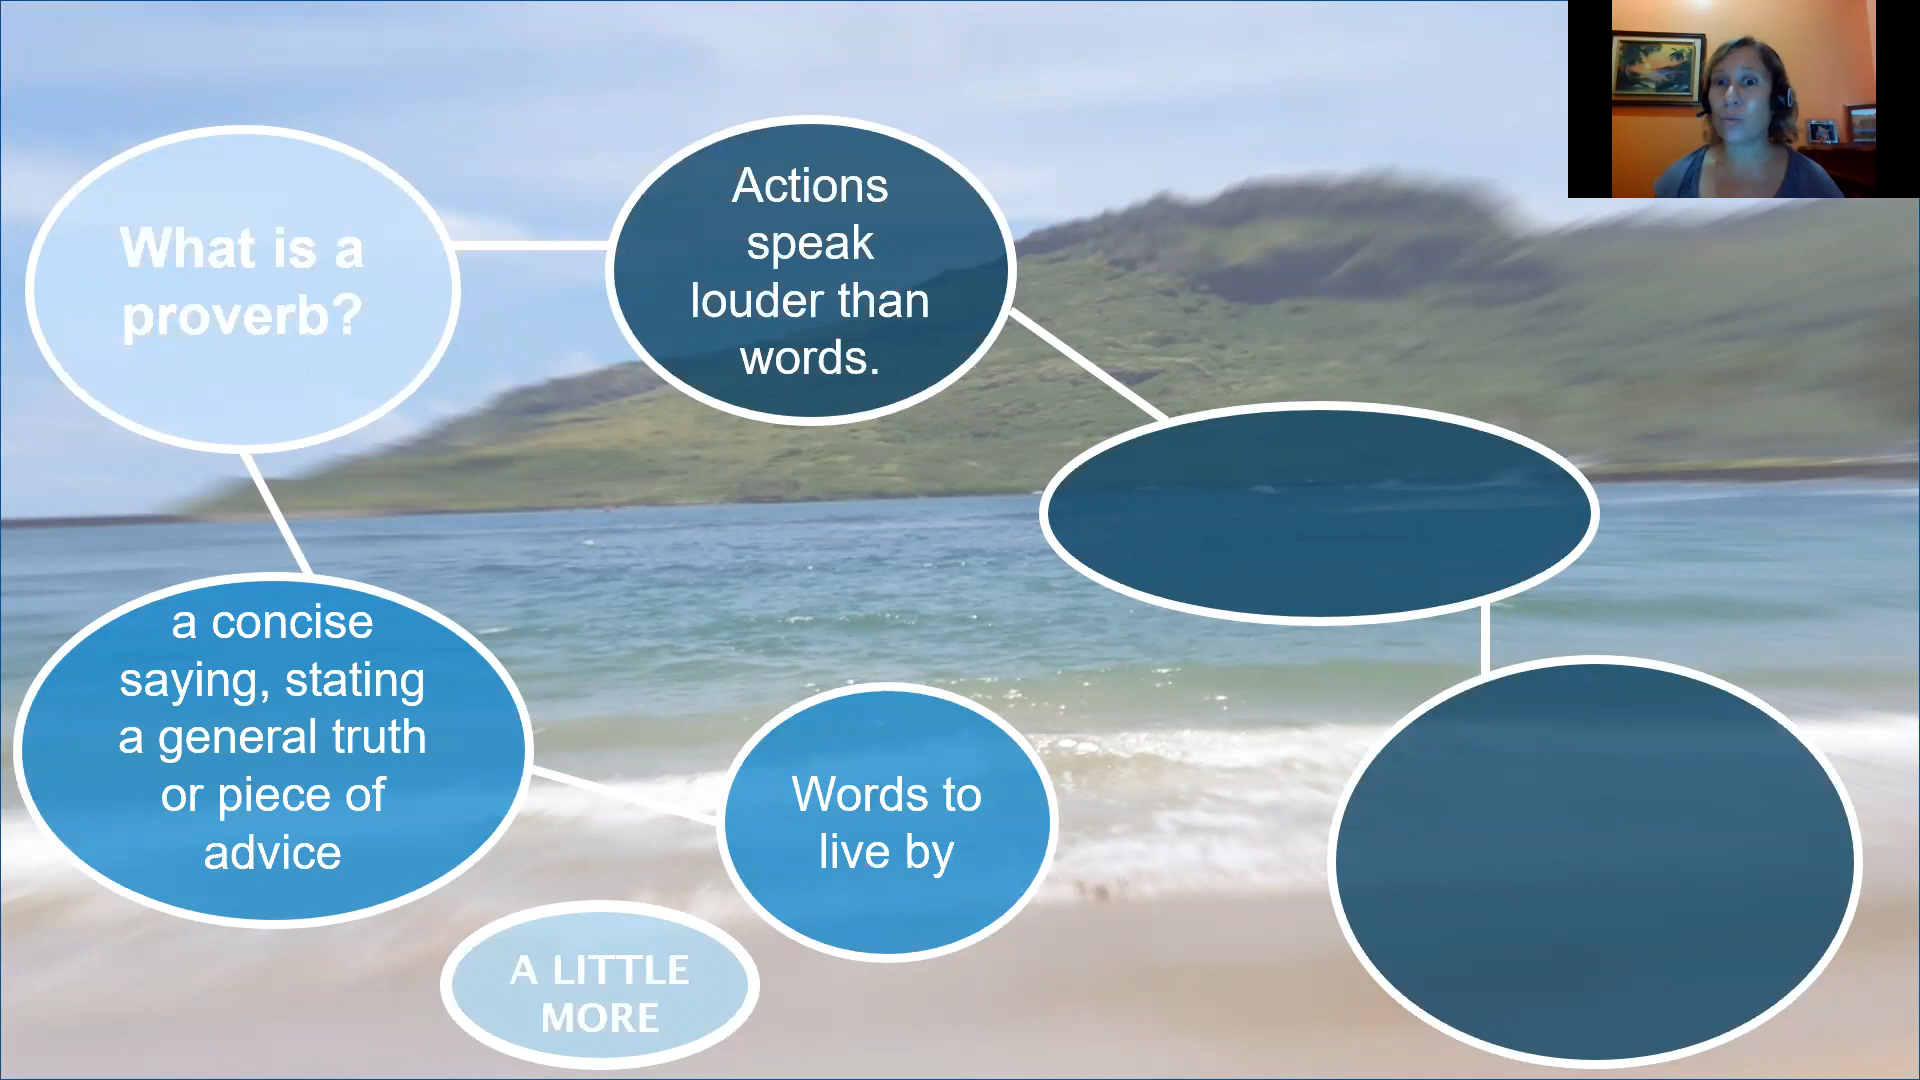 What is a
proverb?
Actions
speak
louder than
words.
a concise
saying, stating
a general truth
or piece of
advice
Words to
live by
A LITTLE
MORE